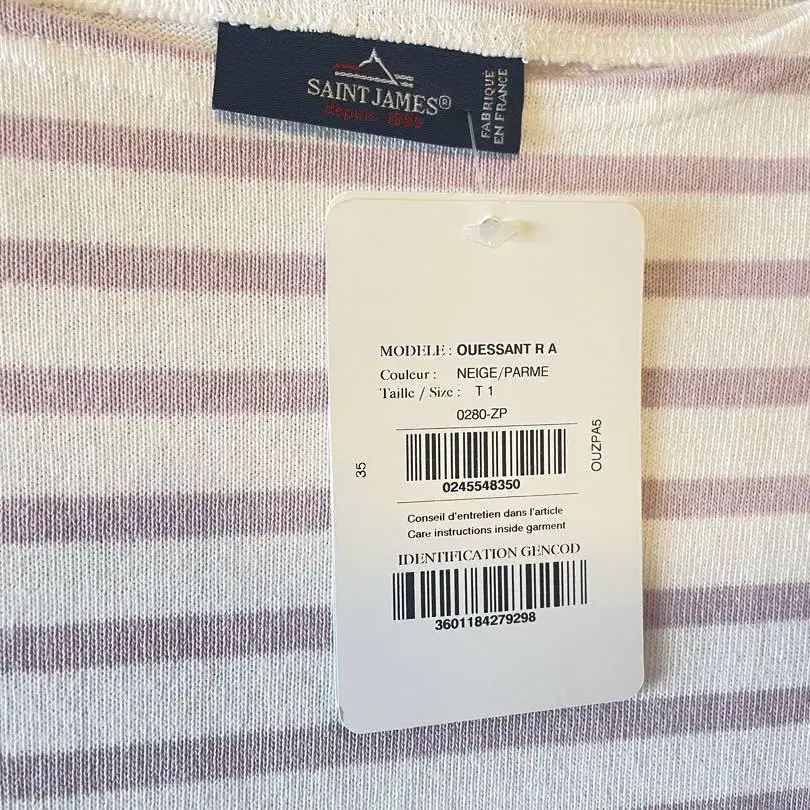 SAINT JAMES®
depuis 1889
FABRIQUÉ
EN FRANCE
MODELE : OUESSANT R A
Couleur : NEIGE/PARME
Taille / Size : T 1
0280-ZP
35
OUZPA5
0245548350
Conseil d'entretien dans l'article
Care instructions inside garment
IDENTIFICATION GENCOD
3601184279298